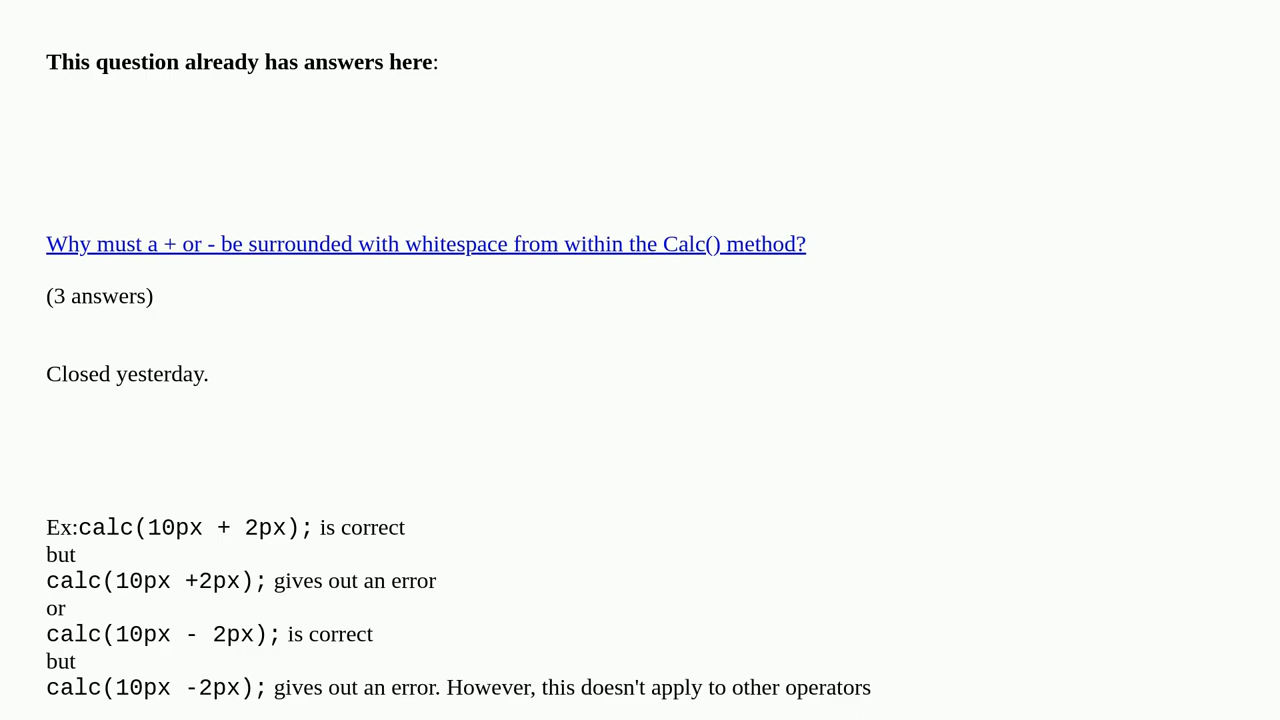 This question already has answers here:
Why must a + or - be surrounded with whitespace from within the Calc() method?
(3 answers)
Closed yesterday.
Ex:calc(10px + 2px); is correct
but
calc(10px +2px); gives out an error
or
calc(10px - 2px); is correct
but
calc(10px -2px); gives out an error. However, this doesn't apply to other operators